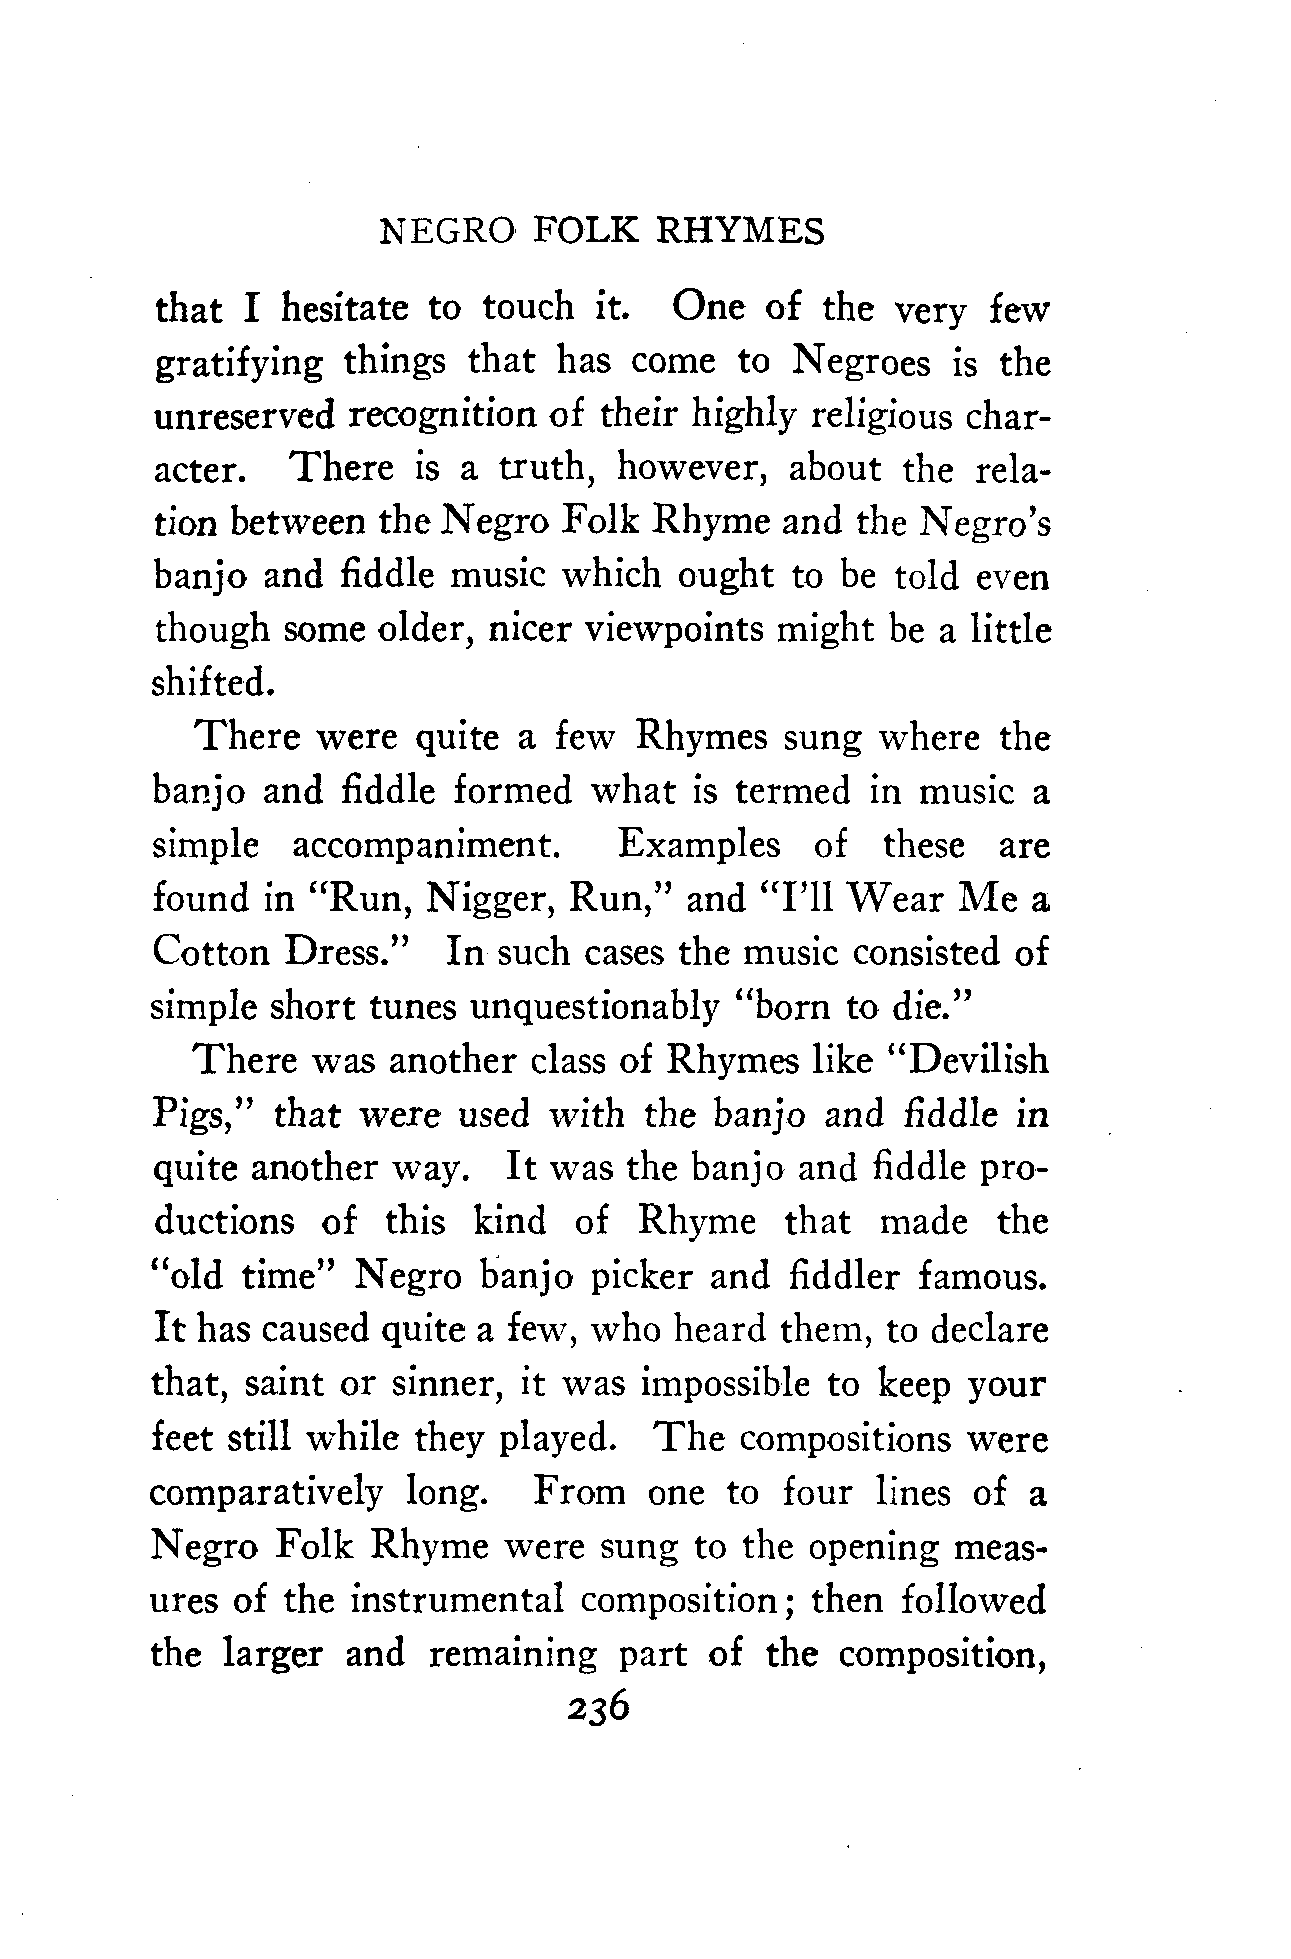 NEGRO FOLK RHYMES
that I hesitate to touch it. One of the very few
gratifying things that has come to Negroes is the
unreserved recognition of their highly religious char-
acter. There is a truth, however, about the rela-
tion between the Negro Folk Rhyme and the Negro's
banjo and fiddle music which ought to be told even
though some older, nicer viewpoints might be a little
shifted.
There were quite a few Rhymes sung where the
banjo and fiddle formed what is termed in music a
simple accompaniment. Examples of these are
found in "Run, Nigger, Run," and "I'll Wear Me a
Cotton Dress." In such cases the music consisted of
simple short tunes unquestionably "born to die."
There was another class of Rhymes like "Devilish
Pigs," that were used with the banjo and fiddle in
quite another way. It was the banjo and fiddle pro-
ductions of this kind of Rhyme that made the
"old time" Negro banjo picker and fiddler famous.
It has caused quite a few, who heard them, to declare
that, saint or sinner, it was impossible to keep your
feet still while they played. The compositions were
comparatively long. From one to four lines of a
Negro Folk Rhyme were sung to the opening meas-
ures of the instrumental composition; then followed
the larger and remaining part of the composition,
236